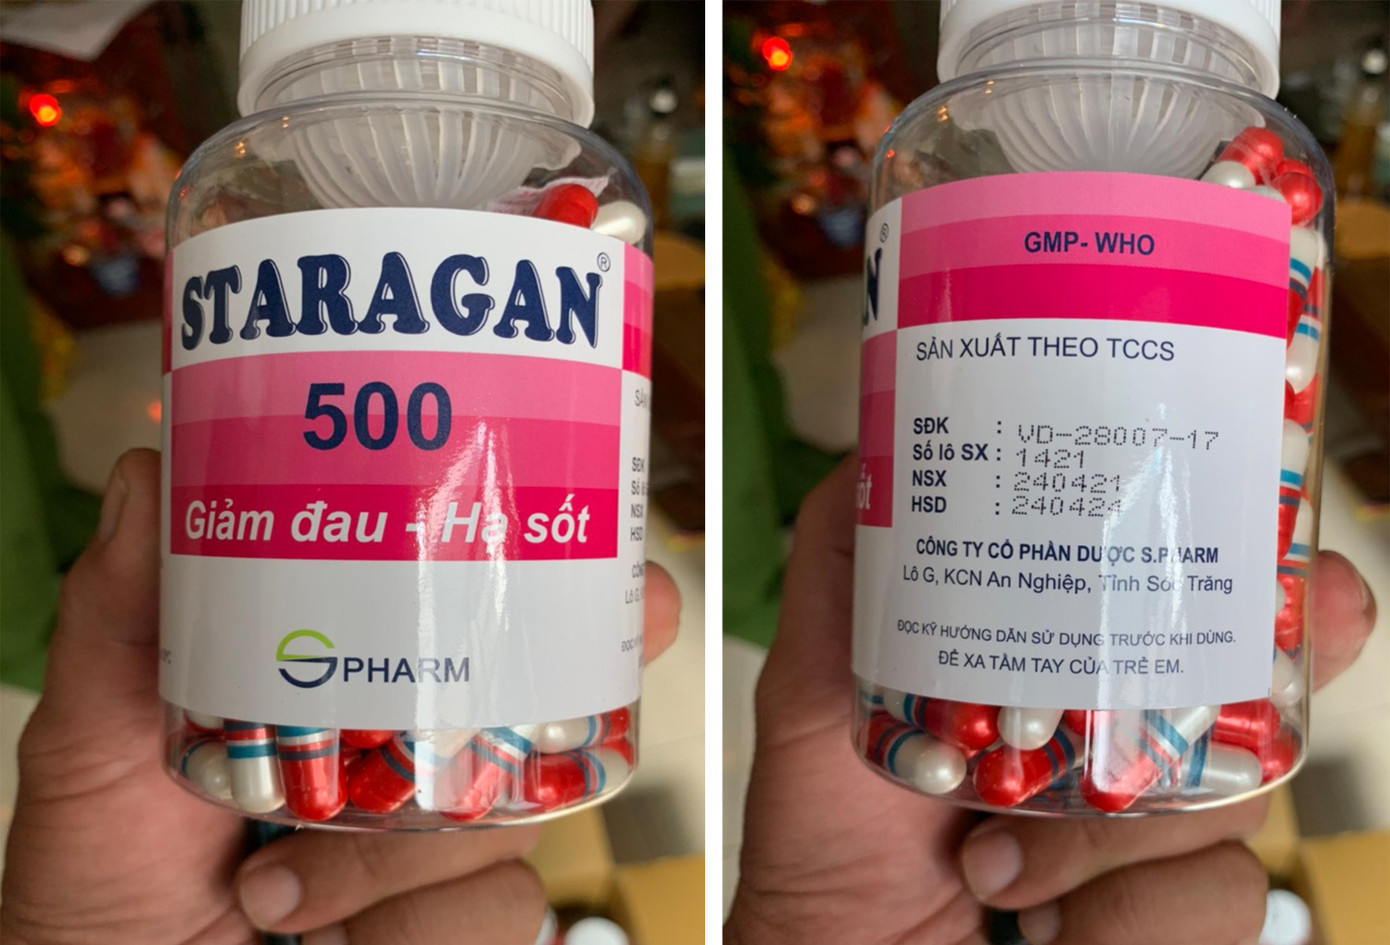 STARAGAN®
500
Giảm đau - Hạ sốt
SPHARM
GMP- WHO
SẢN XUẤT THEO TCCS
SĐK : VD-28007-17
Số lô SX : 1421
NSX : 240421
HSD : 240424
CÔNG TY CỔ PHẦN DƯỢC S.PHARM
Lô G, KCN An Nghiệp, Tỉnh Sóc Trăng
ĐỌC KỸ HƯỚNG DẪN SỬ DỤNG TRƯỚC KHI DÙNG.
ĐỂ XA TẦM TAY CỦA TRẺ EM.